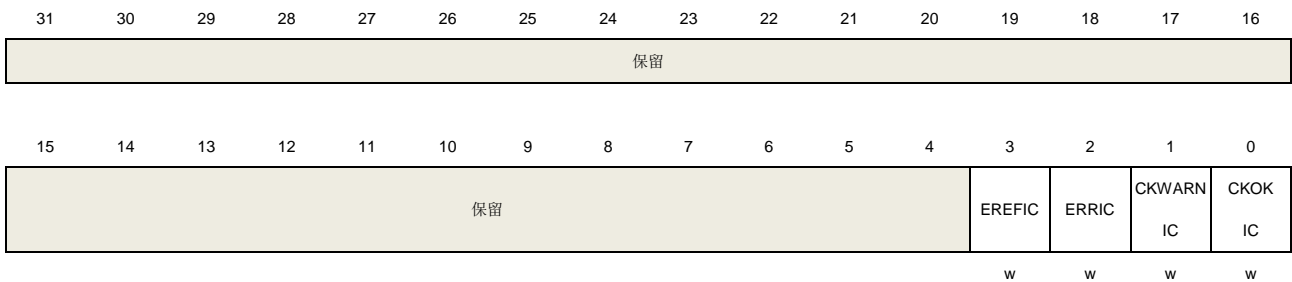 31 30 29 28 27 26 25 24 23 22 21 20 19 18 17 16
保留
15 14 13 12 11 10 9 8 7 6 5 4 3 2 1 0
保留 EREFIC ERRIC CKWARN CKOK
IC IC
w w w w